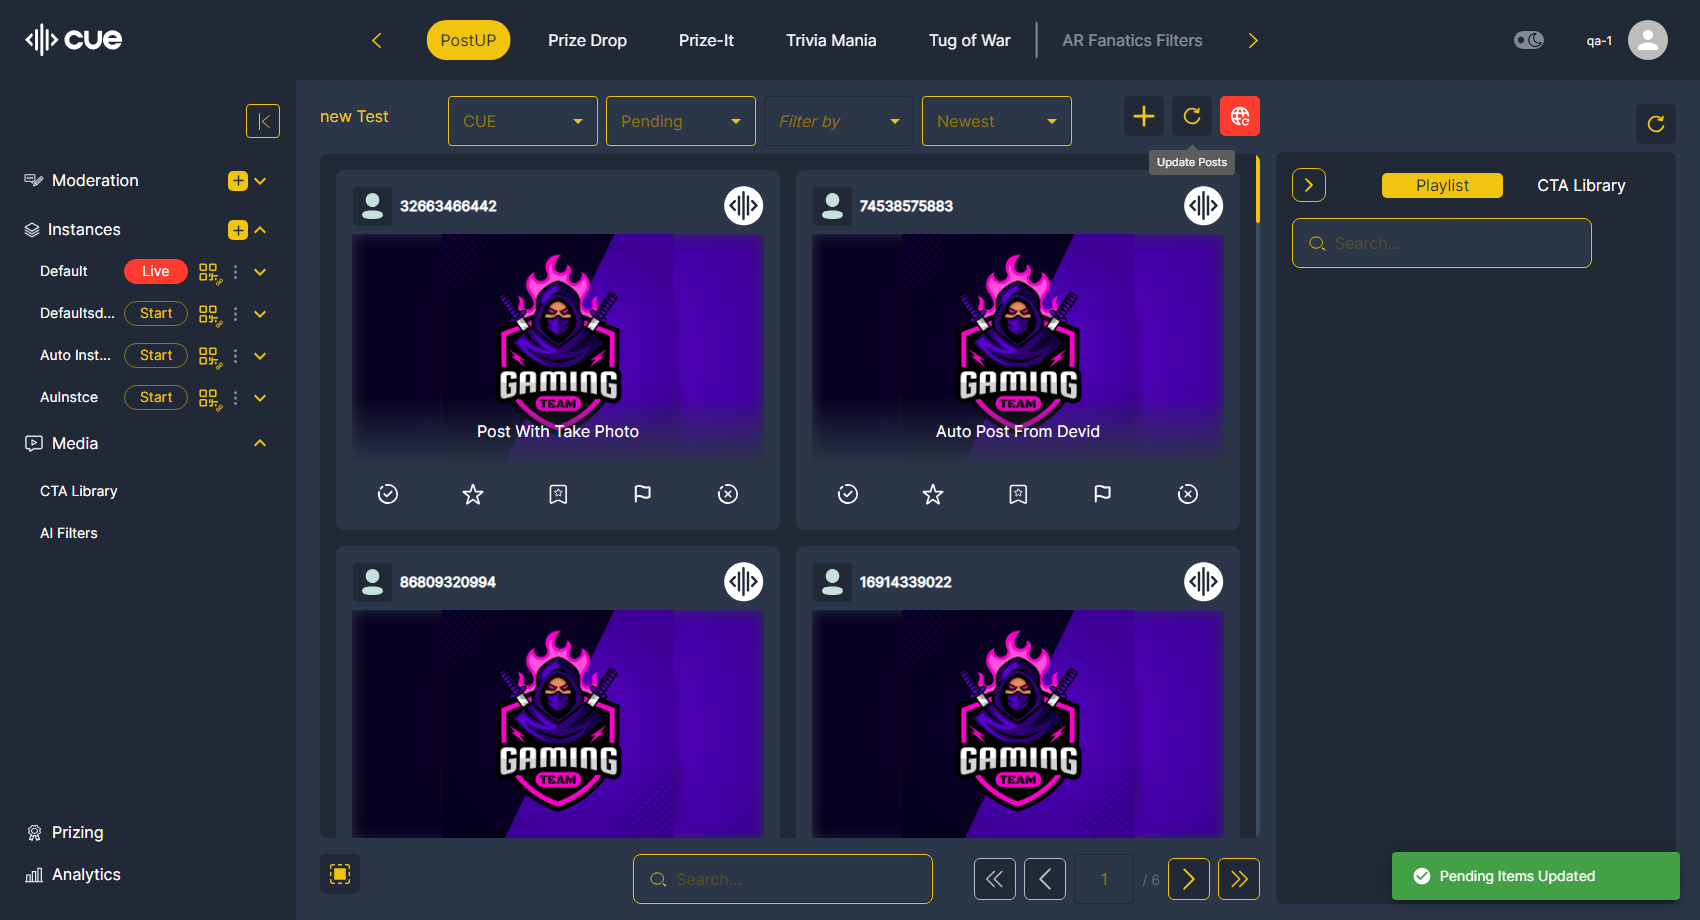 cue
PostUP
Prize Drop
Prize-It
Trivia Mania
Tug of War
AR Fanatics Filters
qa-1
new Test
CUE
Pending
Filter by
Newest
Update Posts
Moderation
Instances
Default
Live
Defaultsd...
Start
Auto Inst...
Start
AuInstce
Start
Media
CTA Library
AI Filters
Prizing
Analytics
32663466442
GAMING
TEAM
Post With Take Photo
74538575883
GAMING
TEAM
Auto Post From Devid
86809320994
GAMING
TEAM
16914339022
GAMING
TEAM
Search...
1
/ 6
Playlist
CTA Library
Search...
Pending Items Updated